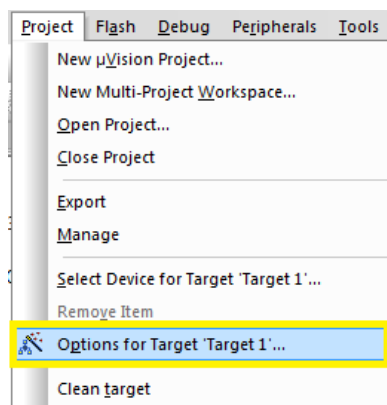 Project Flash Debug Peripherals Tools
New µVision Project...
New Multi-Project Workspace...
Open Project...
Close Project
Export
Manage
Select Device for Target 'Target 1'...
Remove Item
Options for Target 'Target 1'...
Clean target